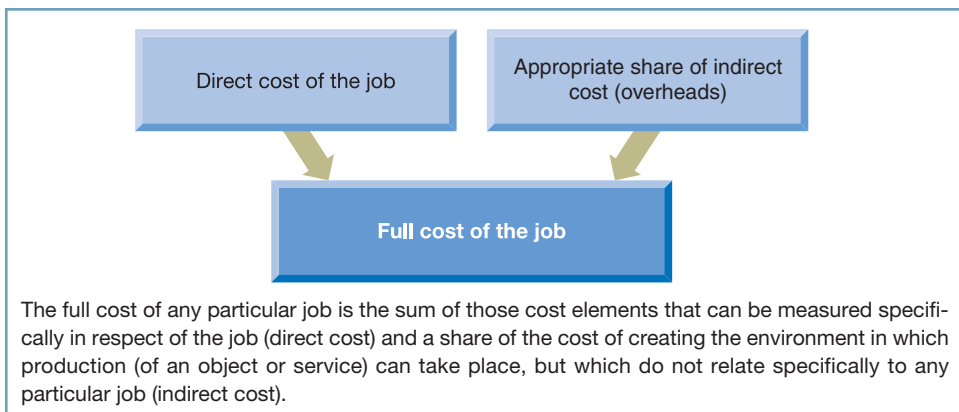 Direct cost of the job
Appropriate share of indirect
cost (overheads)
Full cost of the job
The full cost of any particular job is the sum of those cost elements that can be measured specifi-
cally in respect of the job (direct cost) and a share of the cost of creating the environment in which
production (of an object or service) can take place, but which do not relate specifically to any
particular job (indirect cost).